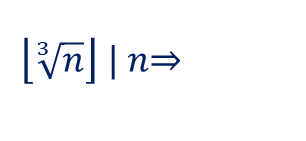 ⌊∛n⌋ | n⇒